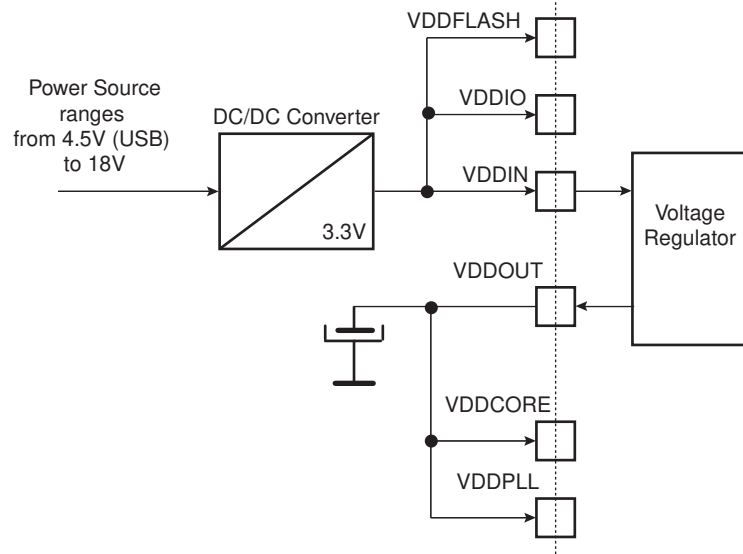 VDDFLASH
Power Source
ranges
from 4.5V (USB)
to 18V
DC/DC Converter
VDDIO
VDDIN
3.3V
Voltage
Regulator
VDDOUT
VDDCORE
VDDPLL